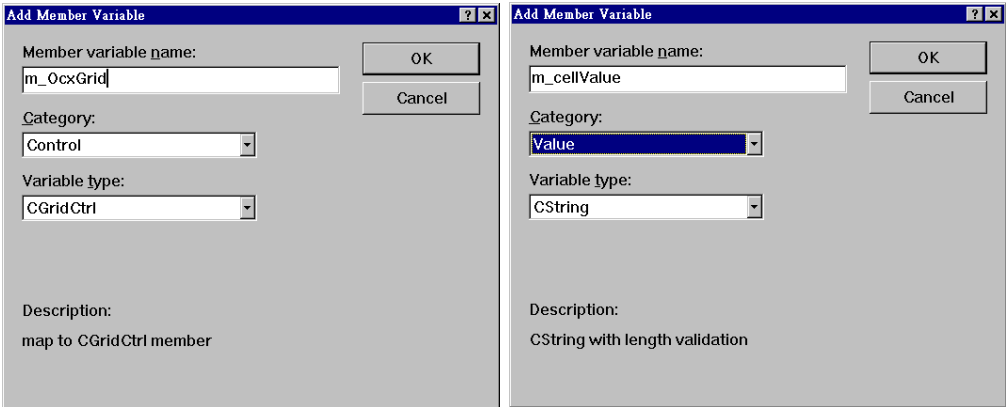 Add Member Variable
Member variable name:
m_OcxGrid
OK
Cancel
Category:
Control
Variable type:
CGridCtrl
Description:
map to CGridCtrl member
Add Member Variable
Member variable name:
m_cellValue
OK
Cancel
Category:
Value
Variable type:
CString
Description:
CString with length validation